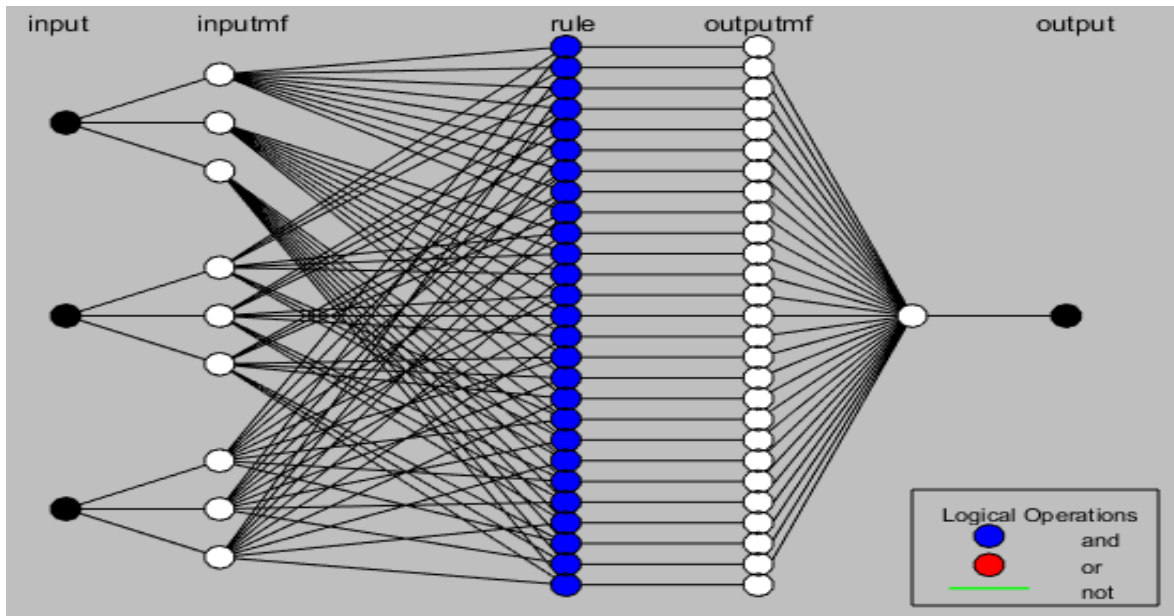 input inputmf rule outputmf output
Logical Operations
and
or
not